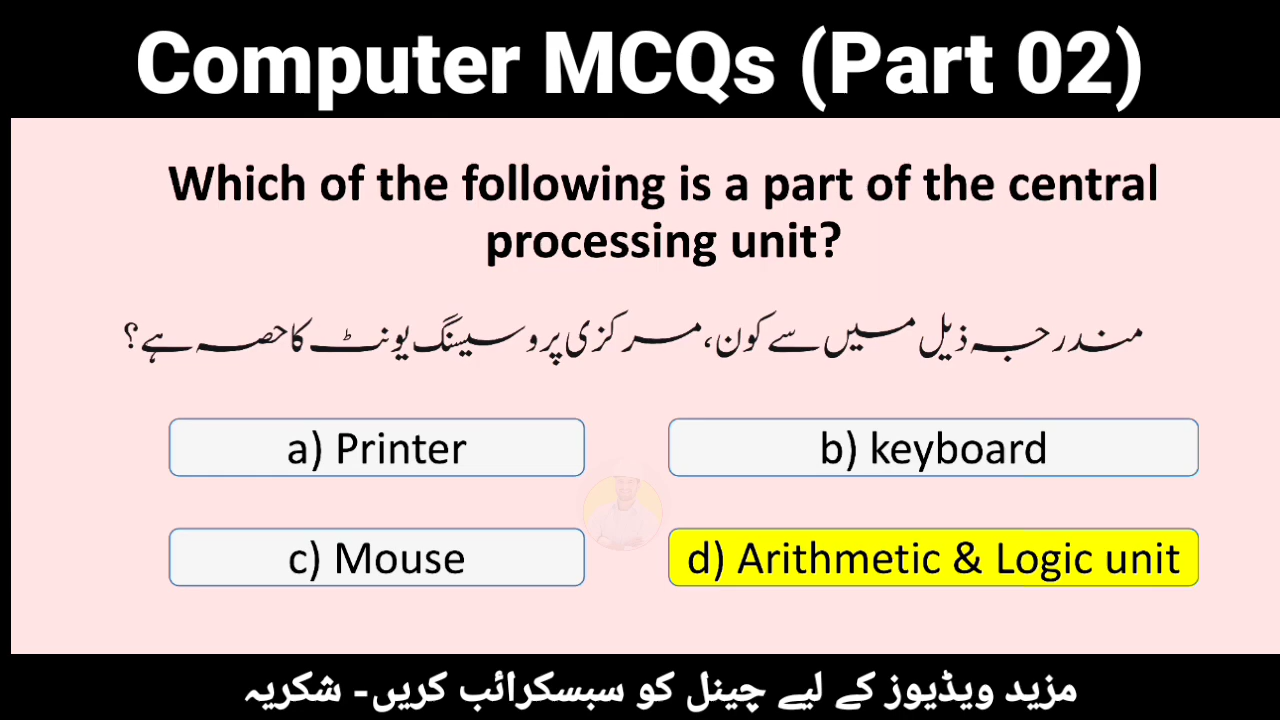 Computer MCQs (Part 02)
Which of the following is a part of the central
processing unit?
مندرجہ ذیل میں سے کون، مرکزی پروسیسنگ یونٹ کا حصہ ہے؟
a) Printer
b) keyboard
c) Mouse
d) Arithmetic & Logic unit
مزید ویڈیوز کے لیے چینل کو سبسکرائب کریں- شکریہ